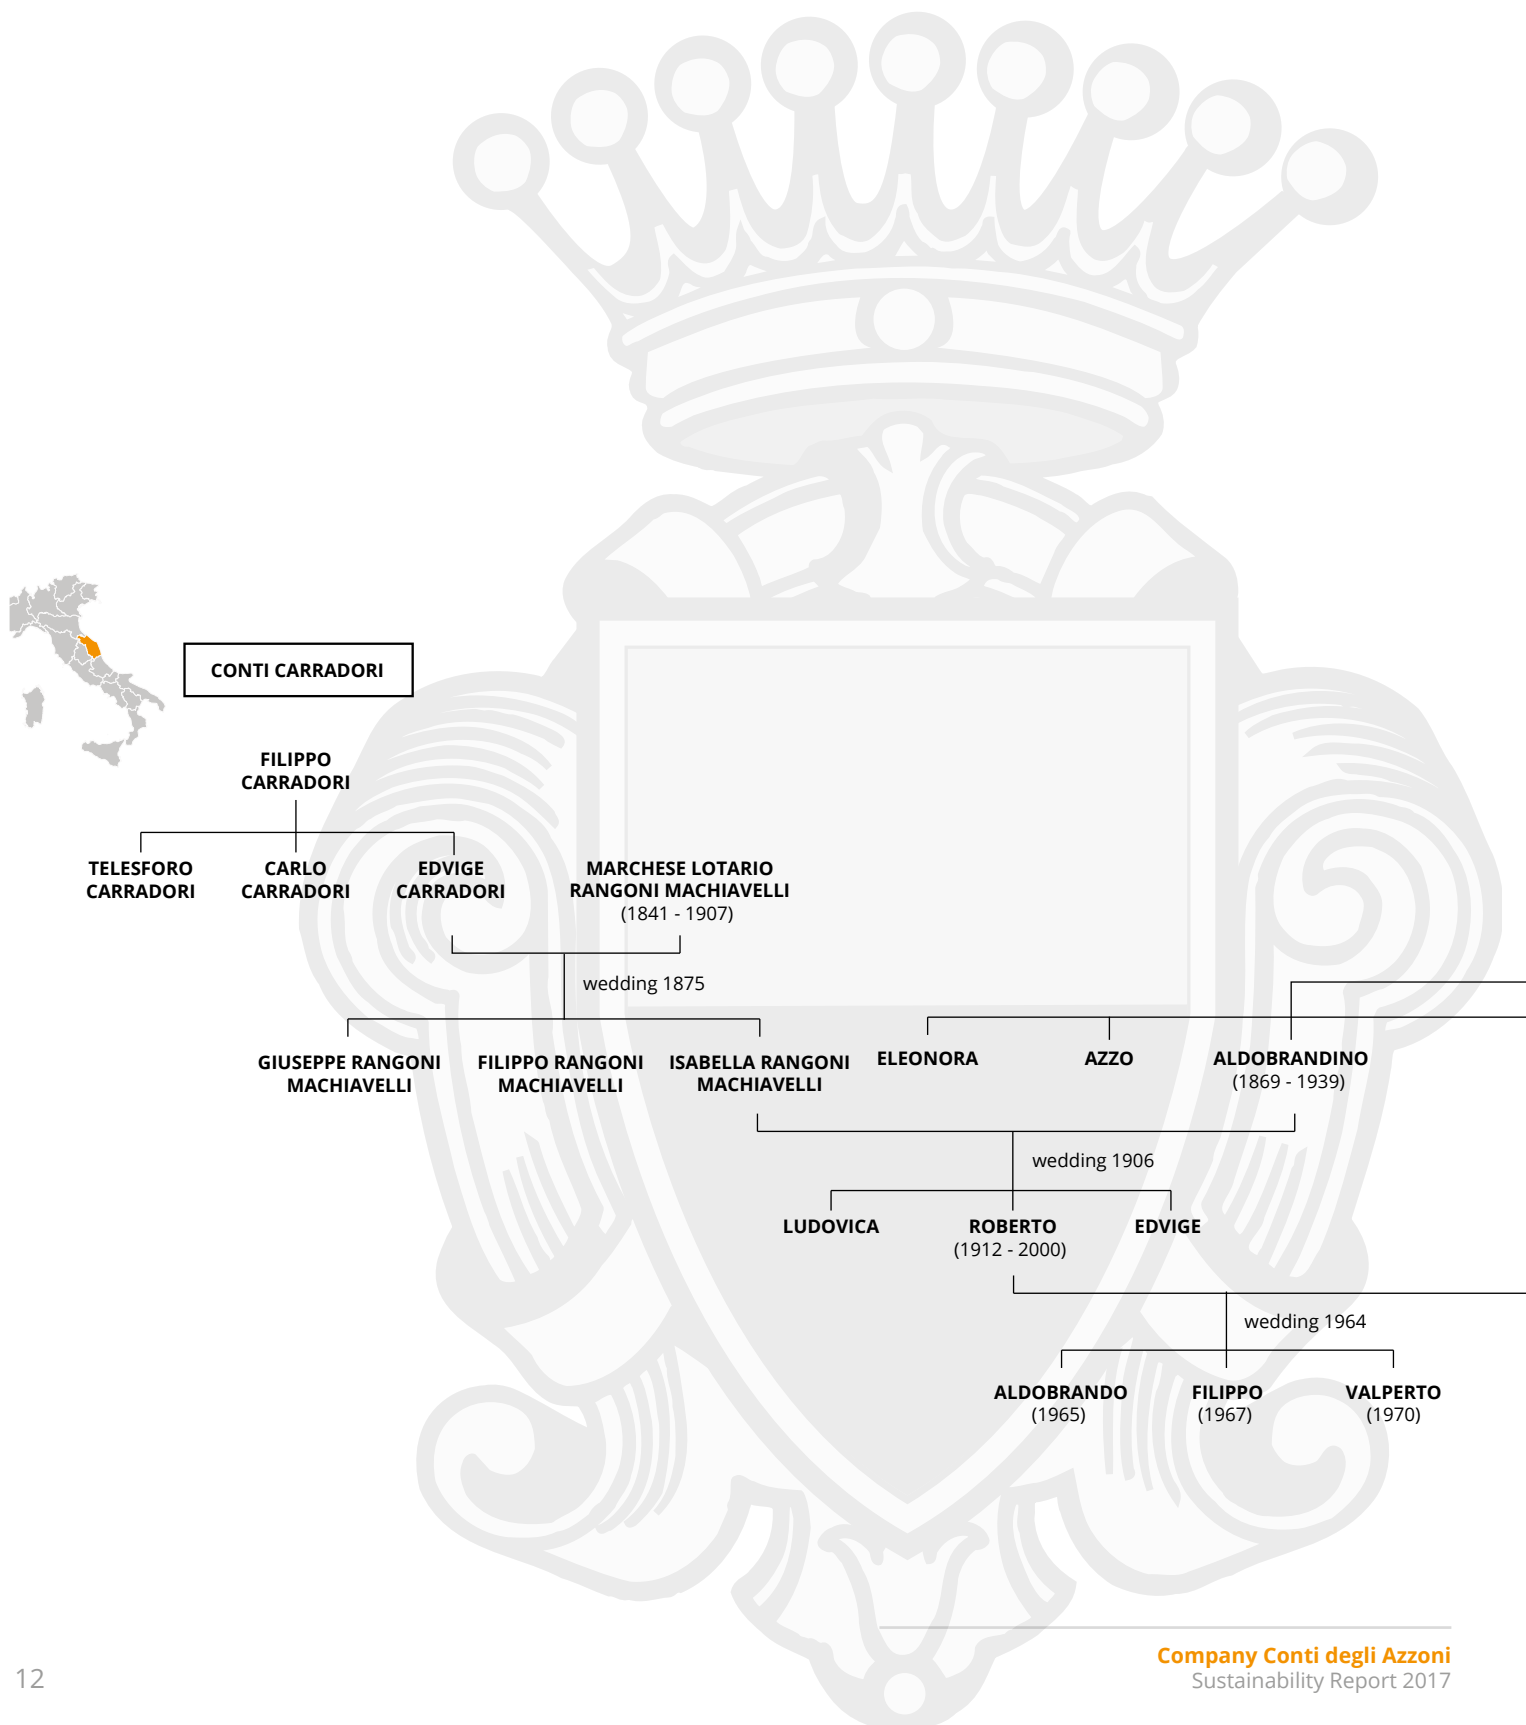 CONTI CARRADORI
FILIPPO
CARRADORI
TELESFORO
CARRADORI
CARLO
CARRADORI
EDVIGE
CARRADORI
MARCHESE LOTARIO
RANGONI MACHIAVELLI
(1841 - 1907)
wedding 1875
GIUSEPPE RANGONI
MACHIAVELLI
FILIPPO RANGONI
MACHIAVELLI
ISABELLA RANGONI
MACHIAVELLI
ELEONORA
AZZO
ALDOBRANDINO
(1869 - 1939)
wedding 1906
LUDOVICA
ROBERTO
(1912 - 2000)
EDVIGE
wedding 1964
ALDOBRANDO
(1965)
FILIPPO
(1967)
VALPERTO
(1970)
Company Conti degli Azzoni
Sustainability Report 2017
12